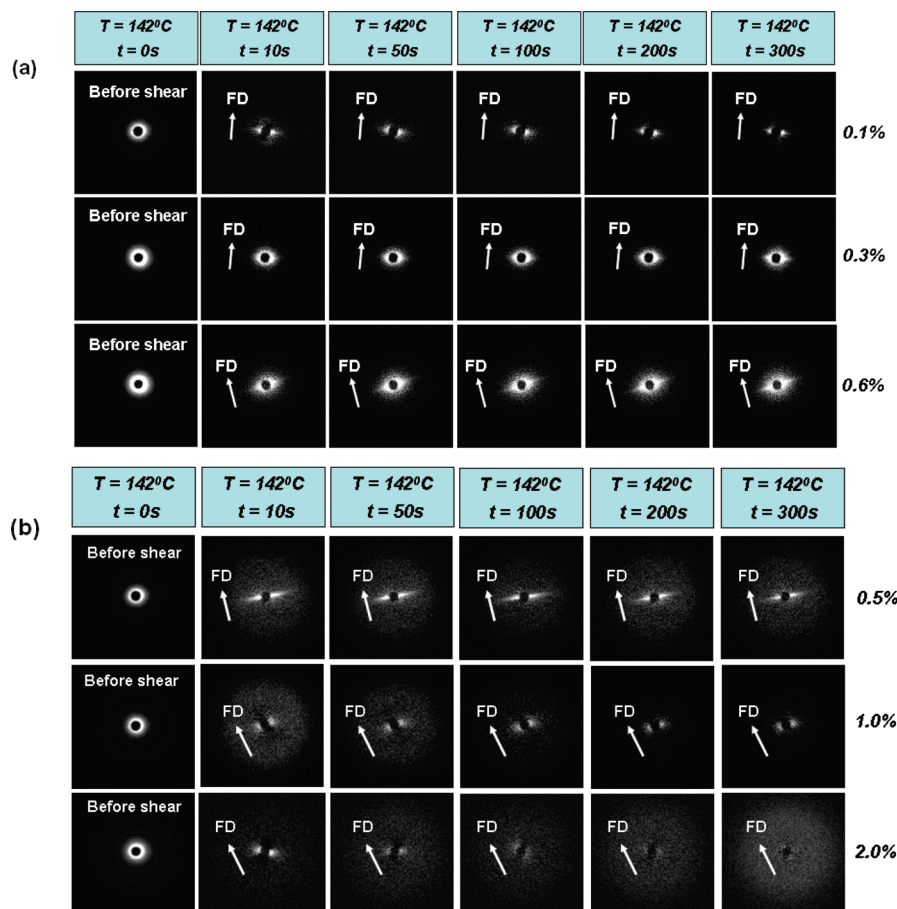 (a)
T = 142⁰C T = 142⁰C T = 142⁰C T = 142⁰C T = 142⁰C T = 142⁰C
t = 0s t = 10s t = 50s t = 100s t = 200s t = 300s
Before shear FD FD FD FD FD 0.1%
Before shear FD FD FD FD FD 0.3%
Before shear FD FD FD FD FD 0.6%
(b)
T = 142⁰C T = 142⁰C T = 142⁰C T = 142⁰C T = 142⁰C T = 142⁰C
t = 0s t = 10s t = 50s t = 100s t = 200s t = 300s
Before shear FD FD FD FD FD 0.5%
Before shear FD FD FD FD FD 1.0%
Before shear FD FD FD FD FD 2.0%